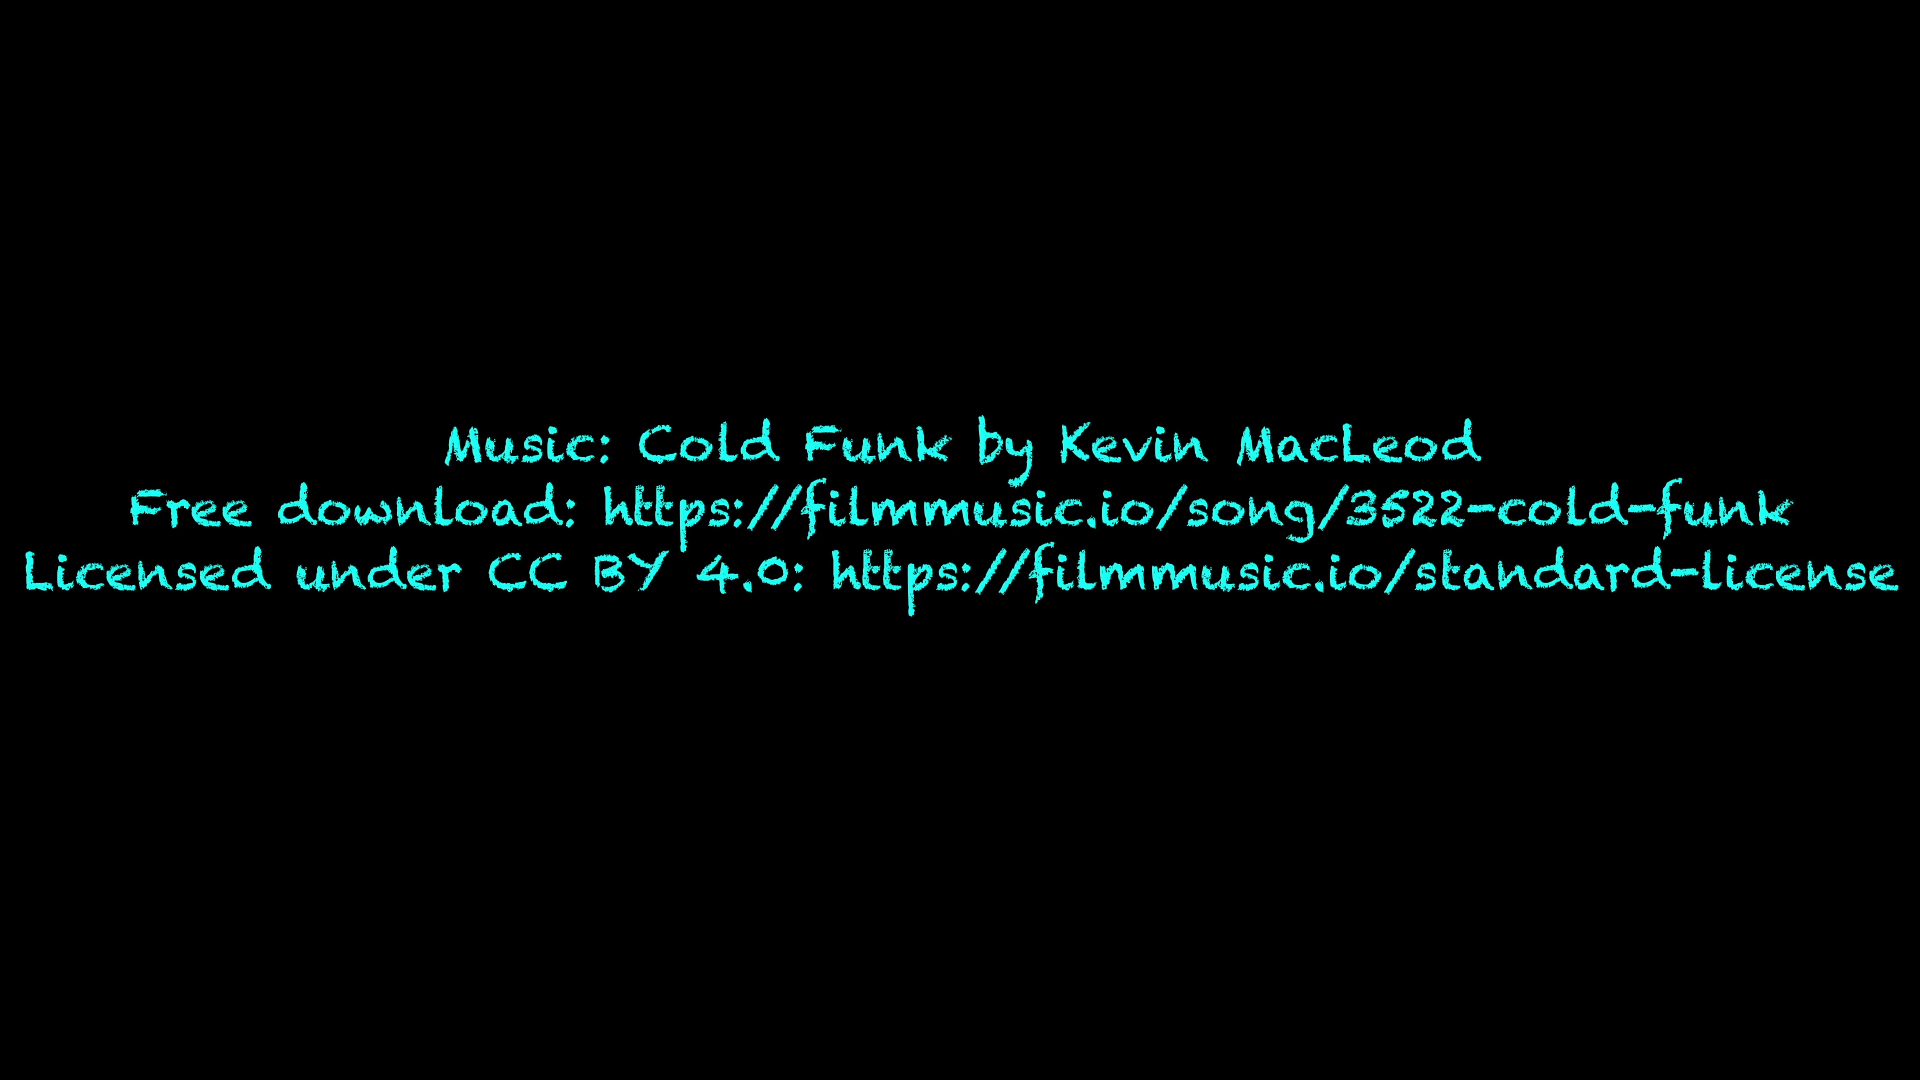 Music: Cold Funk by Kevin MacLeod
Free download: https://filmmusic.io/song/3522-cold-funk
Licensed under CC BY 4.0: https://filmmusic.io/standard-license